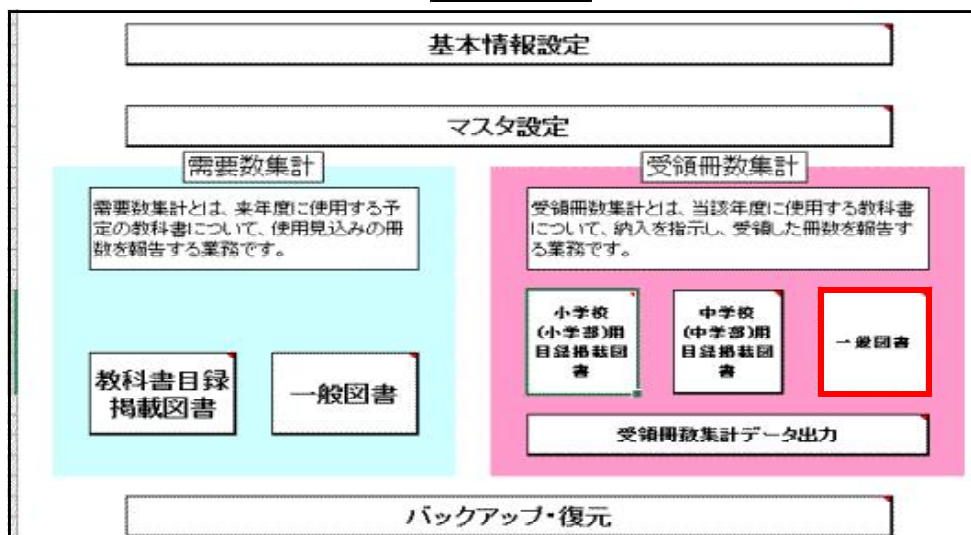 基本情報設定
マスタ設定
需要数集計
需要数集計とは、来年度に使用する予
定の教科書について、使用見込みの冊
数を報告する業務です。
教科書目録
掲載図書
一般図書
受領冊数集計
受領冊数集計とは、当該年度に使用する教科書
について、納入を指示し、受領した冊数を報告す
る業務です。
小学校
(小学部)用
目録掲載図
書
中学校
(中学部)用
目録掲載図
書
一般図書
受領冊数集計データ出力
バックアップ・復元